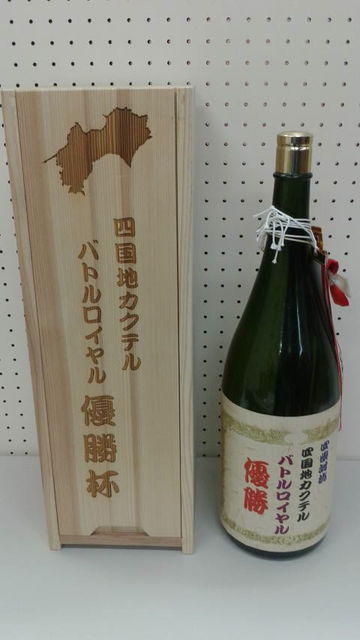 四国地カクテル
バトルロイヤル
優勝杯
四国地カクテル
バトルロイヤル
優勝